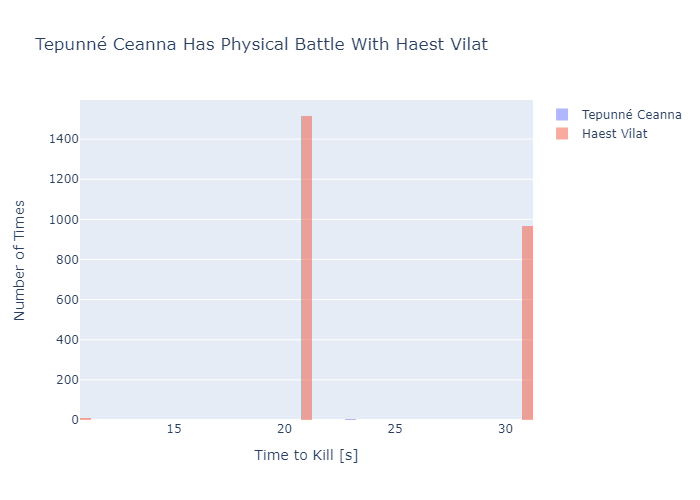 Tepunné Ceanna Has Physical Battle With Haest Vilat
Tepunné Ceanna
Haest Vilat
1400
1200
1000
800
600
400
200
0
Number of Times
15 20 25 30
Time to Kill [s]